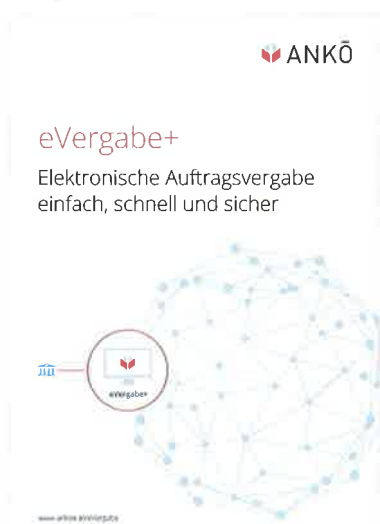 ANKÖ
eVergabe+
Elektronische Auftragsvergabe
einfach, schnell und sicher
eVergabe+